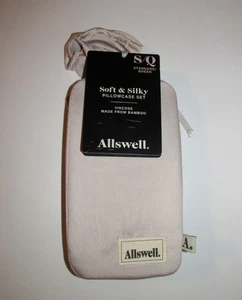 S/Q
STANDARD/
QUEEN
Soft & Silky
PILLOWCASE SET
VISCOSE
MADE FROM BAMBOO
Allswell.
Allswell.
A.